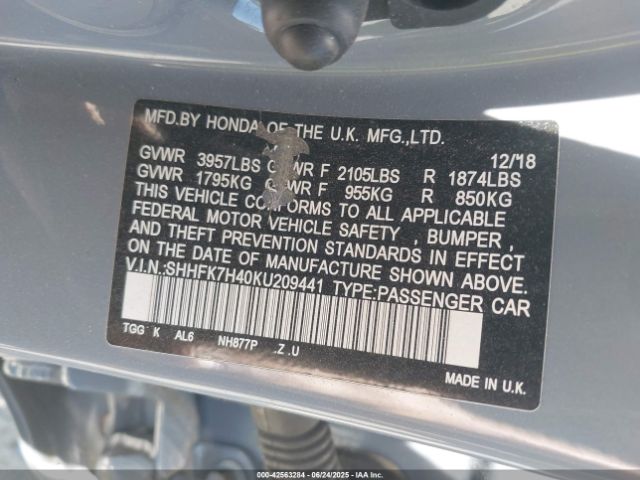 MFD.BY HONDA OF THE U.K. MFG.,LTD.
12/18
GVWR 3957LBS GAWR F 2105LBS R 1874LBS
GVWR 1795KG GAWR F 955KG R 850KG
THIS VEHICLE CONFORMS TO ALL APPLICABLE
FEDERAL MOTOR VEHICLE SAFETY , BUMPER ,
AND THEFT PREVENTION STANDARDS IN EFFECT
ON THE DATE OF MANUFACTURE SHOWN ABOVE.
V.I.N.:SHHFK7H40KU209441 TYPE:PASSENGER CAR
TGG K AL6 NH877P .Z.U
MADE IN U.K.
000-42563284 | 06/24/2025 | IAA HOLDINGS, LLC